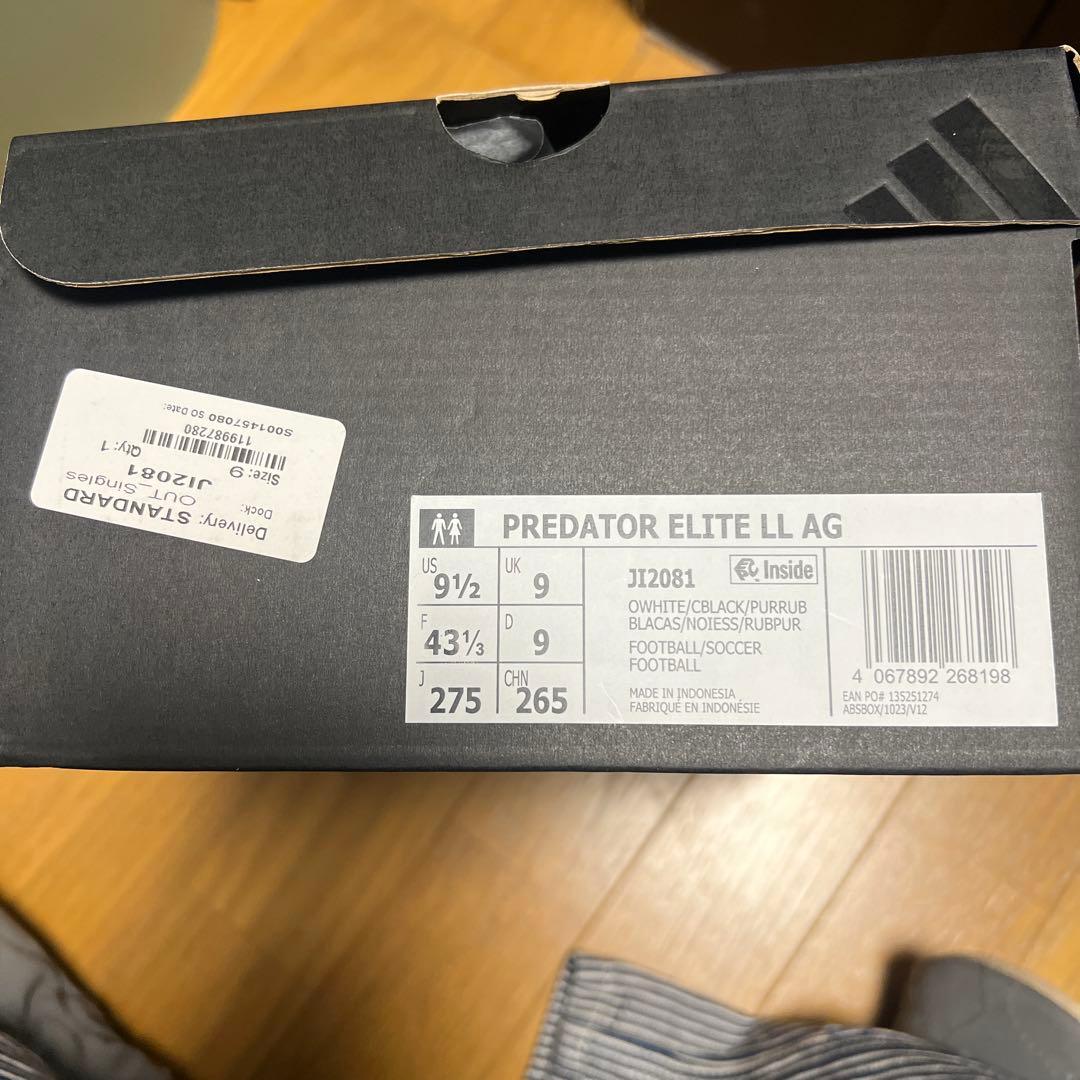 Delivery: STANDARD
Dock:
OUT_Singles
JI2081
Size: 9 Qty: 1
119987280
S001457080 SO Date:
PREDATOR ELITE LL AG
US 9½
UK 9
F 43⅓
D 9
J 275
CHN 265
JI2081
Inside
OWHITE/CBLACK/PURRUB
BLACAS/NOIESS/RUBPUR
FOOTBALL/SOCCER
FOOTBALL
MADE IN INDONESIA
FABRIQUÉ EN INDONÉSIE
4 067892 268198
EAN PO# 135251274
ABSBOX/1023/V12